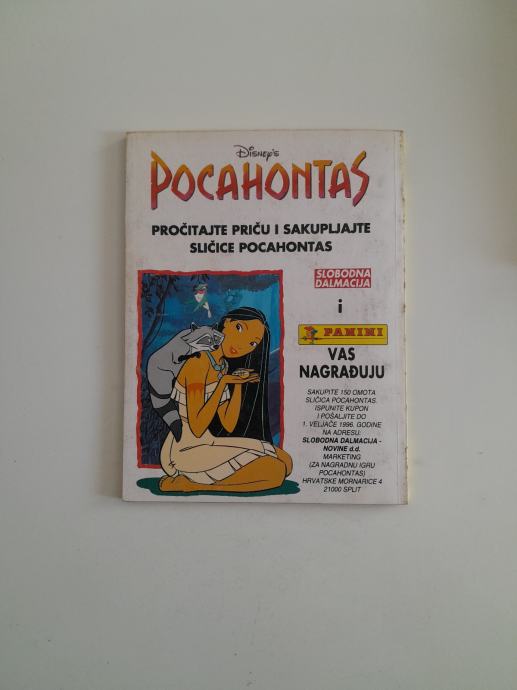 Disney's
POCAHONTAS
PROČITAJTE PRIČU I SAKUPLJAJTE
SLIČICE POCAHONTAS
SLOBODNA
DALMACIJA
i
PANINI
VAS
NAGRAĐUJU
SAKUPITE 150 OMOTA
SLIČICA POCAHONTAS.
ISPUNITE KUPON
I POŠALJITE DO
1. VELJAČE 1996. GODINE
NA ADRESU:
SLOBODNA DALMACIJA -
NOVINE d.d.
MARKETING
(ZA NAGRADNU IGRU
POCAHONTAS)
HRVATSKE MORNARICE 4
21000 SPLIT